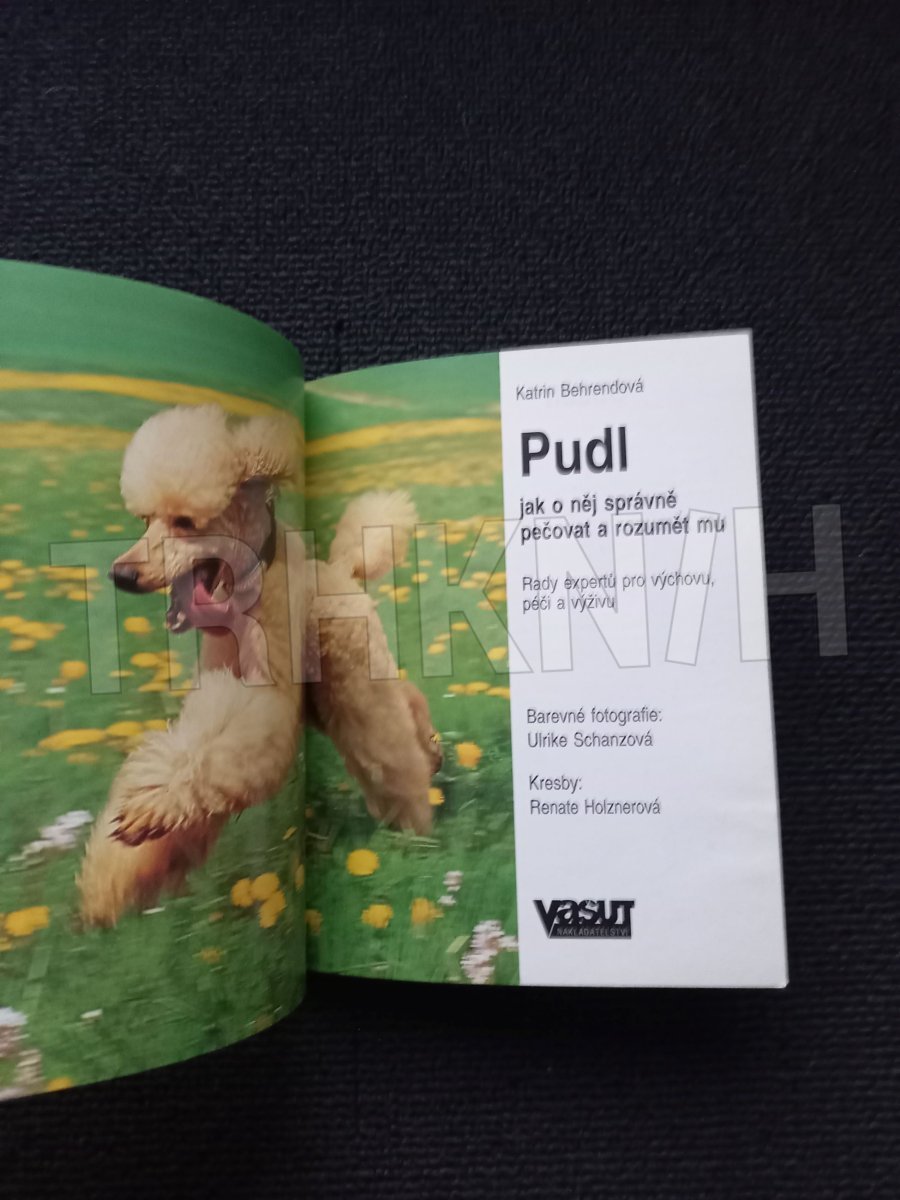 Katrin Behrendová
Pudl
jak o něj správně
pečovat a rozumět mu
Rady expertů pro výchovu,
péči a výživu
Barevné fotografie:
Ulrike Schanzová
Kresby:
Renate Holznerová
Vasut
NAKLADATELSTVÍ
TRHKNIH